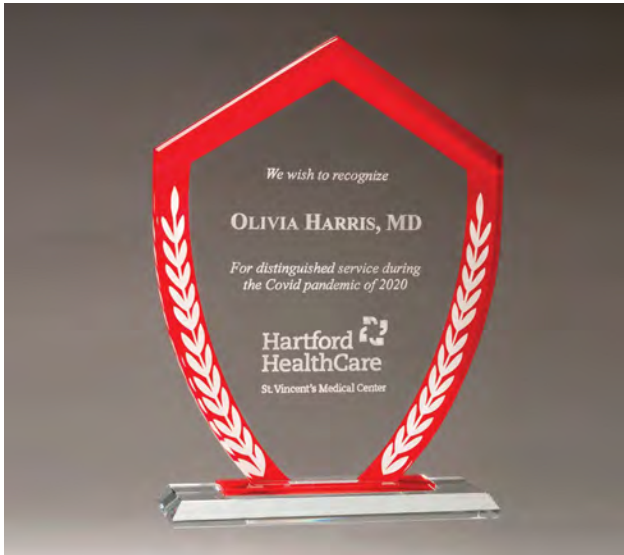 We wish to recognize
OLIVIA HARRIS, MD
For distinguished service during
the Covid pandemic of 2020
Hartford
HealthCare
St. Vincent's Medical Center